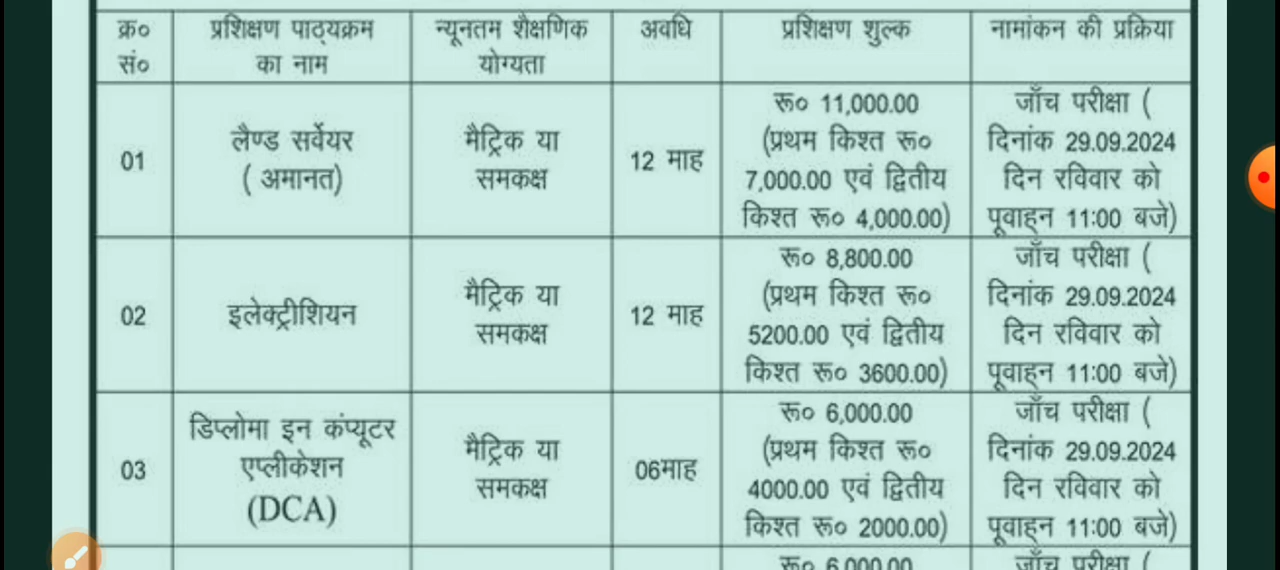 क्र० सं०
प्रशिक्षण पाठ्यक्रम का नाम
न्यूनतम शैक्षणिक योग्यता
अवधि
प्रशिक्षण शुल्क
नामांकन की प्रक्रिया
01
लैण्ड सर्वेयर
( अमानत)
मैट्रिक या
समकक्ष
12 माह
रू० 11,000.00
(प्रथम किश्त रू०
7,000.00 एवं द्वितीय
किश्त रू० 4,000.00)
जाँच परीक्षा (
दिनांक 29.09.2024
दिन रविवार को
पूवाह्न 11:00 बजे)
02
इलेक्ट्रीशियन
मैट्रिक या
समकक्ष
12 माह
रू० 8,800.00
(प्रथम किश्त रू०
5200.00 एवं द्वितीय
किश्त रू० 3600.00)
जाँच परीक्षा (
दिनांक 29.09.2024
दिन रविवार को
पूवाह्न 11:00 बजे)
03
डिप्लोमा इन कंप्यूटर
एप्लीकेशन
(DCA)
मैट्रिक या
समकक्ष
06माह
रू० 6,000.00
(प्रथम किश्त रू०
4000.00 एवं द्वितीय
किश्त रू० 2000.00)
जाँच परीक्षा (
दिनांक 29.09.2024
दिन रविवार को
पूवाह्न 11:00 बजे)
रू० 6,000.00
जाँच परीक्षा (